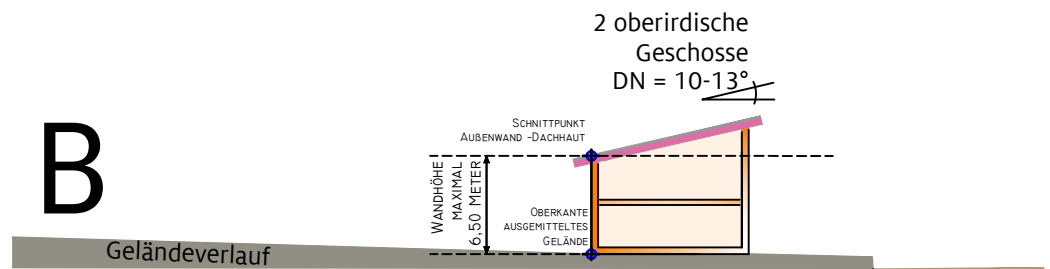 2 oberirdische
Geschosse
DN = 10-13°
B
SCHNITTPUNKT
AUßENWAND -DACHHAUT
WANDHÖHE
MAXIMAL
6,50 METER
OBERKANTE
AUSGEMITTELTES
GELÄNDE
Geländeverlauf